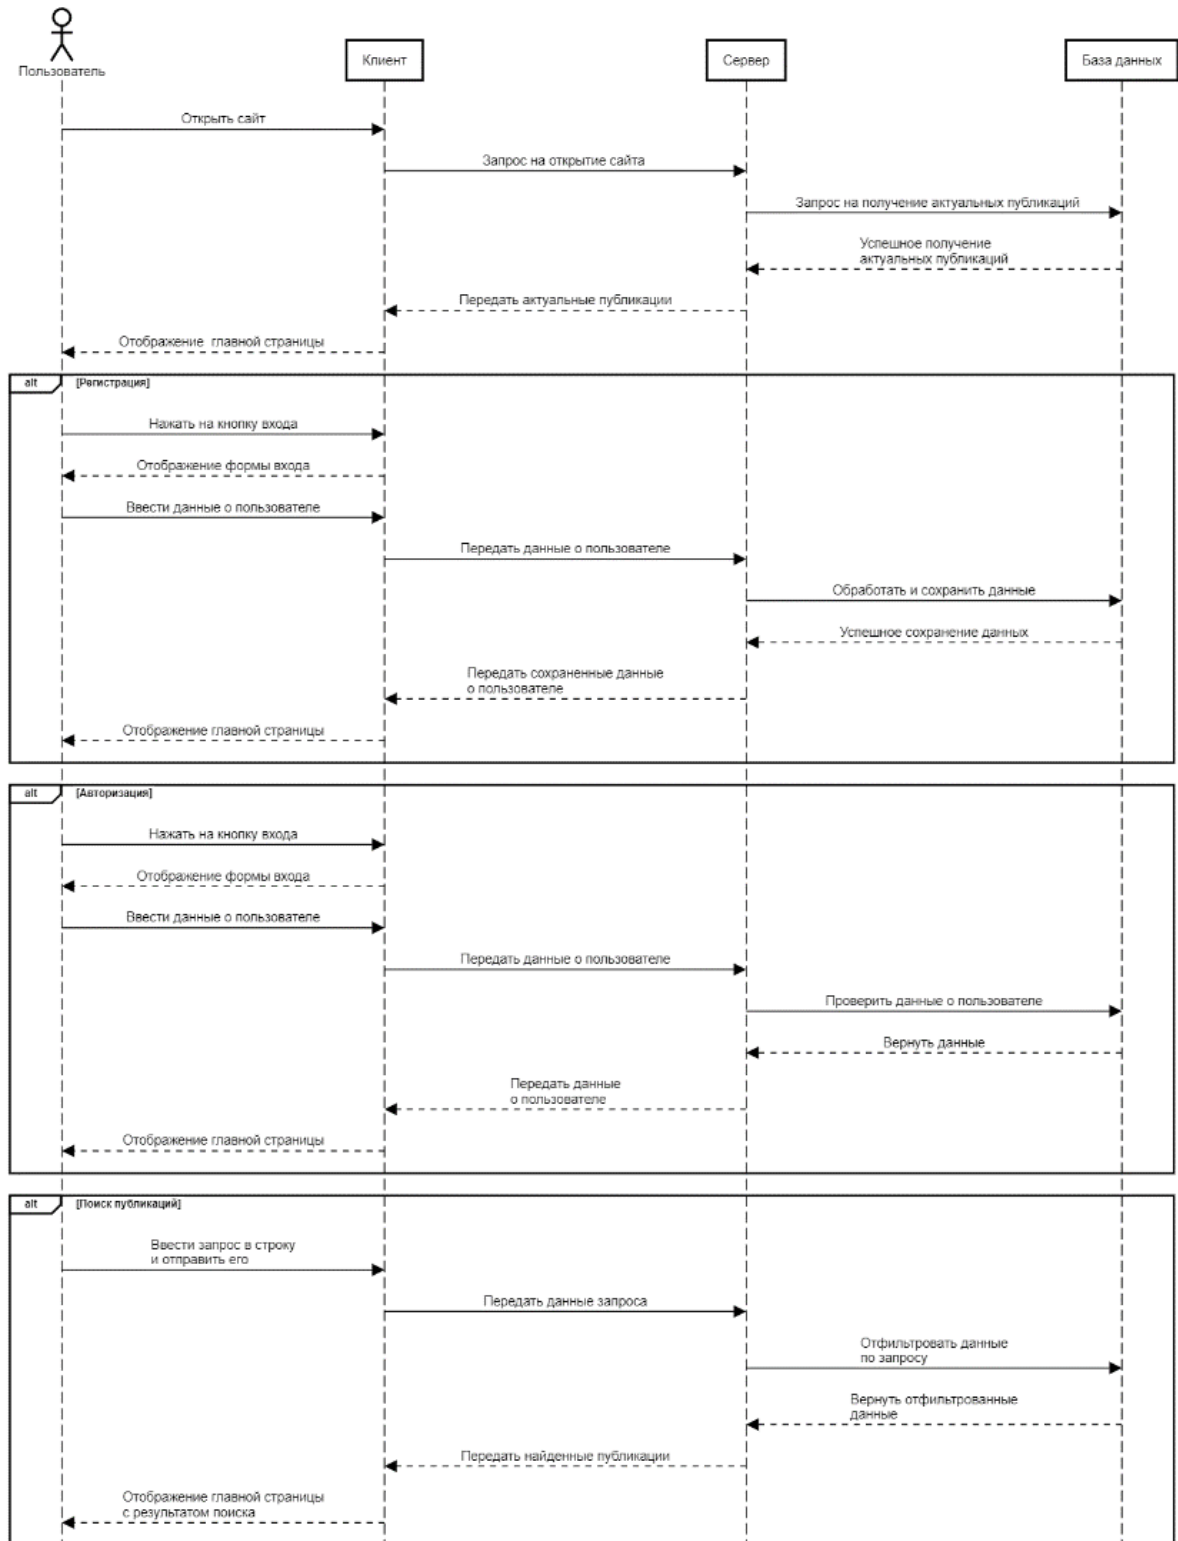 Пользователь
Клиент
Сервер
База данных
Открыть сайт
Запрос на открытие сайта
Запрос на получение актуальных публикаций
Успешное получение
актуальных публикаций
Передать актуальные публикации
Отображение главной страницы
alt [Регистрация]
Нажать на кнопку входа
Отображение формы входа
Ввести данные о пользователе
Передать данные о пользователе
Обработать и сохранить данные
Успешное сохранение данных
Передать сохраненные данные
о пользователе
Отображение главной страницы
alt [Авторизация]
Нажать на кнопку входа
Отображение формы входа
Ввести данные о пользователе
Передать данные о пользователе
Проверить данные о пользователе
Вернуть данные
Передать данные
о пользователе
Отображение главной страницы
alt [Поиск публикаций]
Ввести запрос в строку
и отправить его
Передать данные запроса
Отфильтровать данные
по запросу
Вернуть отфильтрованные
данные
Передать найденные публикации
Отображение главной страницы
с результатом поиска